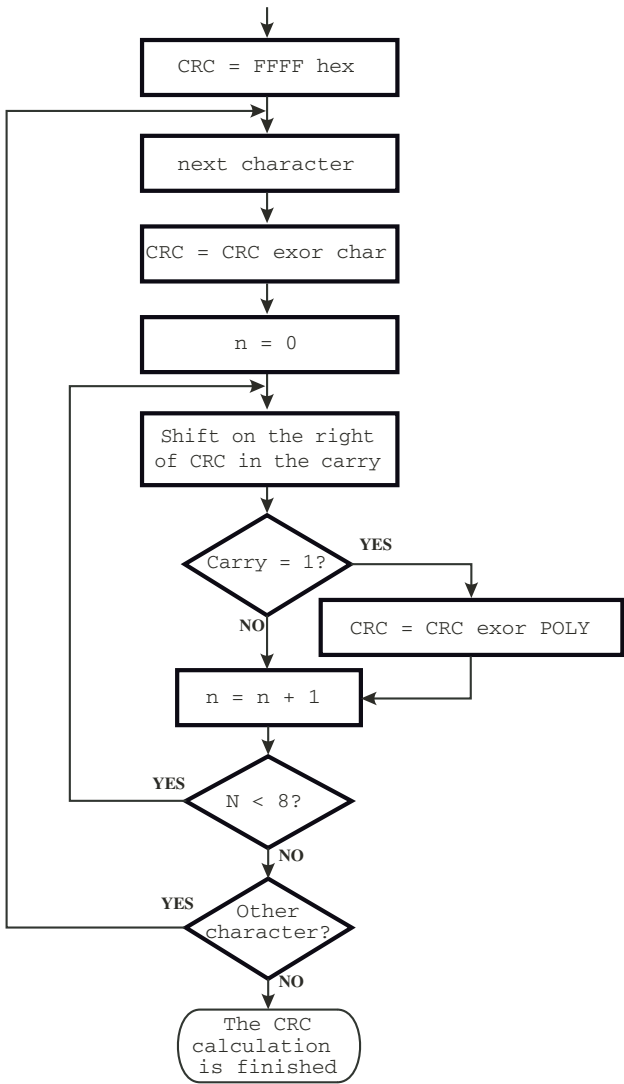 CRC = FFFF hex
next character
CRC = CRC exor char
n = 0
Shift on the right
of CRC in the carry
Carry = 1?
YES
NO
CRC = CRC exor POLY
n = n + 1
YES
N < 8?
NO
YES
Other
character?
NO
The CRC
calculation
is finished